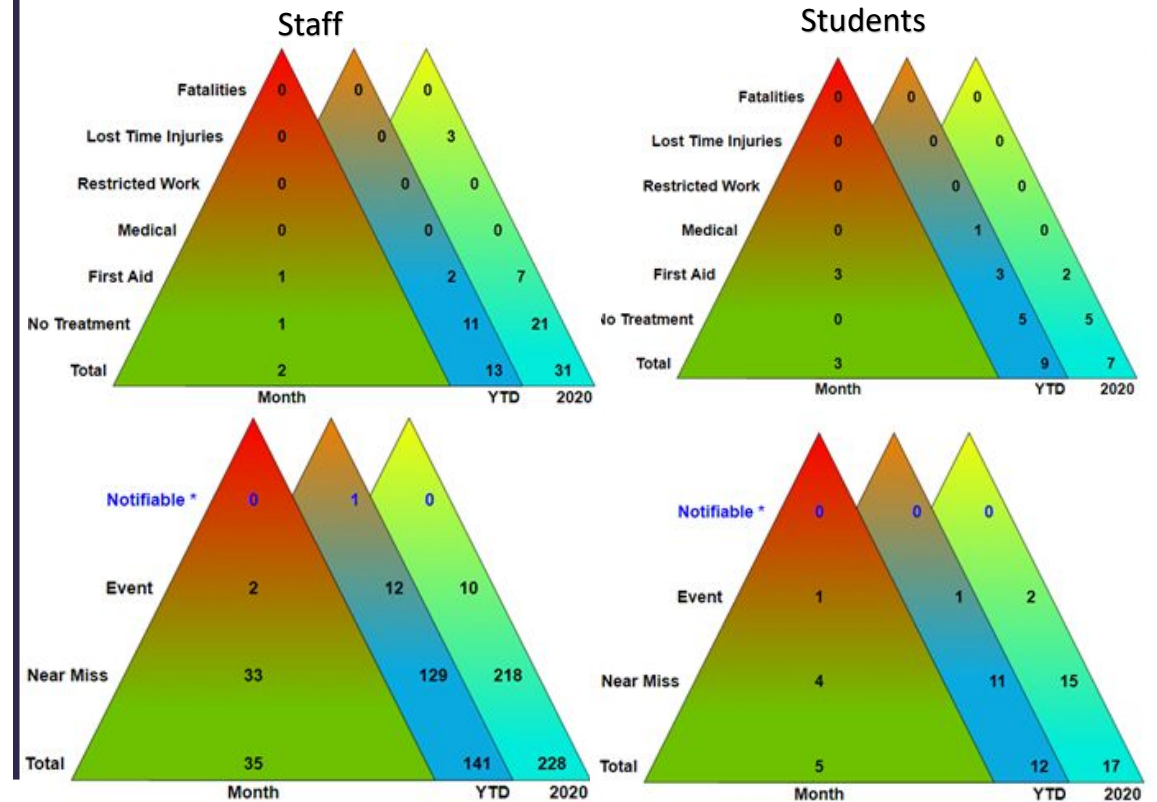 Staff
Fatalities 0 0 0
Lost Time Injuries 0 0 3
Restricted Work 0 0 0
Medical 0 0 0
First Aid 1 2 7
No Treatment 1 11 21
Total 2 13 31
Month YTD 2020
Students
Fatalities 0 0 0
Lost Time Injuries 0 0 0
Restricted Work 0 0 0
Medical 0 1 0
First Aid 3 3 2
No Treatment 0 5 5
Total 3 9 7
Month YTD 2020
Notifiable * 0 1 0
Event 2 12 10
Near Miss 33 129 218
Total 35 141 228
Month YTD 2020
Notifiable * 0 0 0
Event 1 1 2
Near Miss 4 11 15
Total 5 12 17
Month YTD 2020